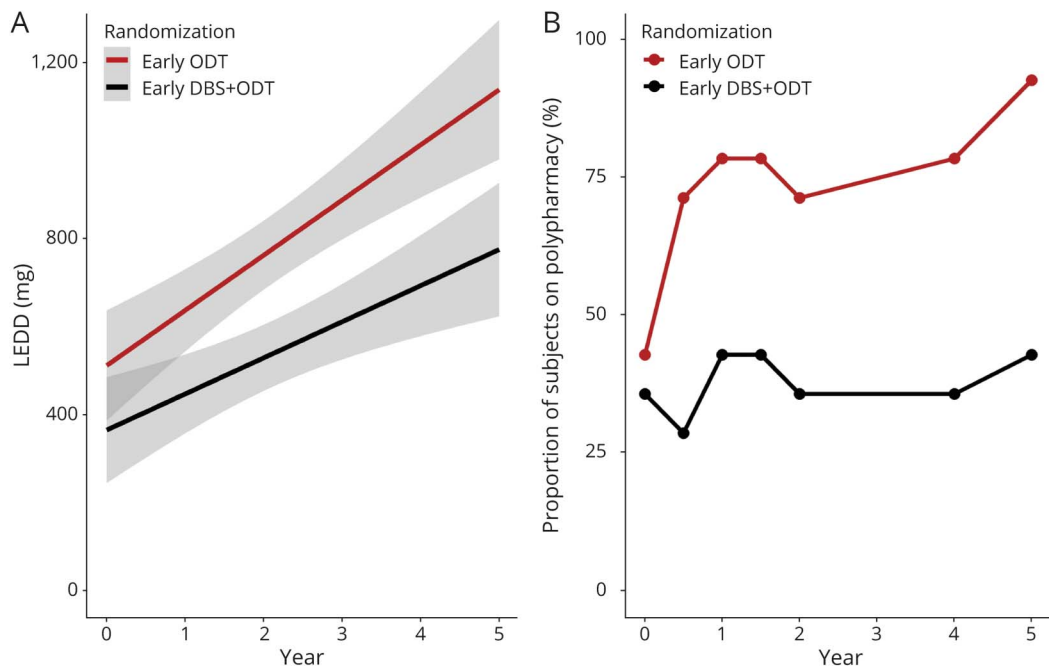 A
Randomization
Early ODT
Early DBS+ODT
1,200
800
400
0
LEDD (mg)
0 1 2 3 4 5
Year
B
Randomization
Early ODT
Early DBS+ODT
100
75
50
25
0
Proportion of subjects on polypharmacy (%)
0 1 2 3 4 5
Year